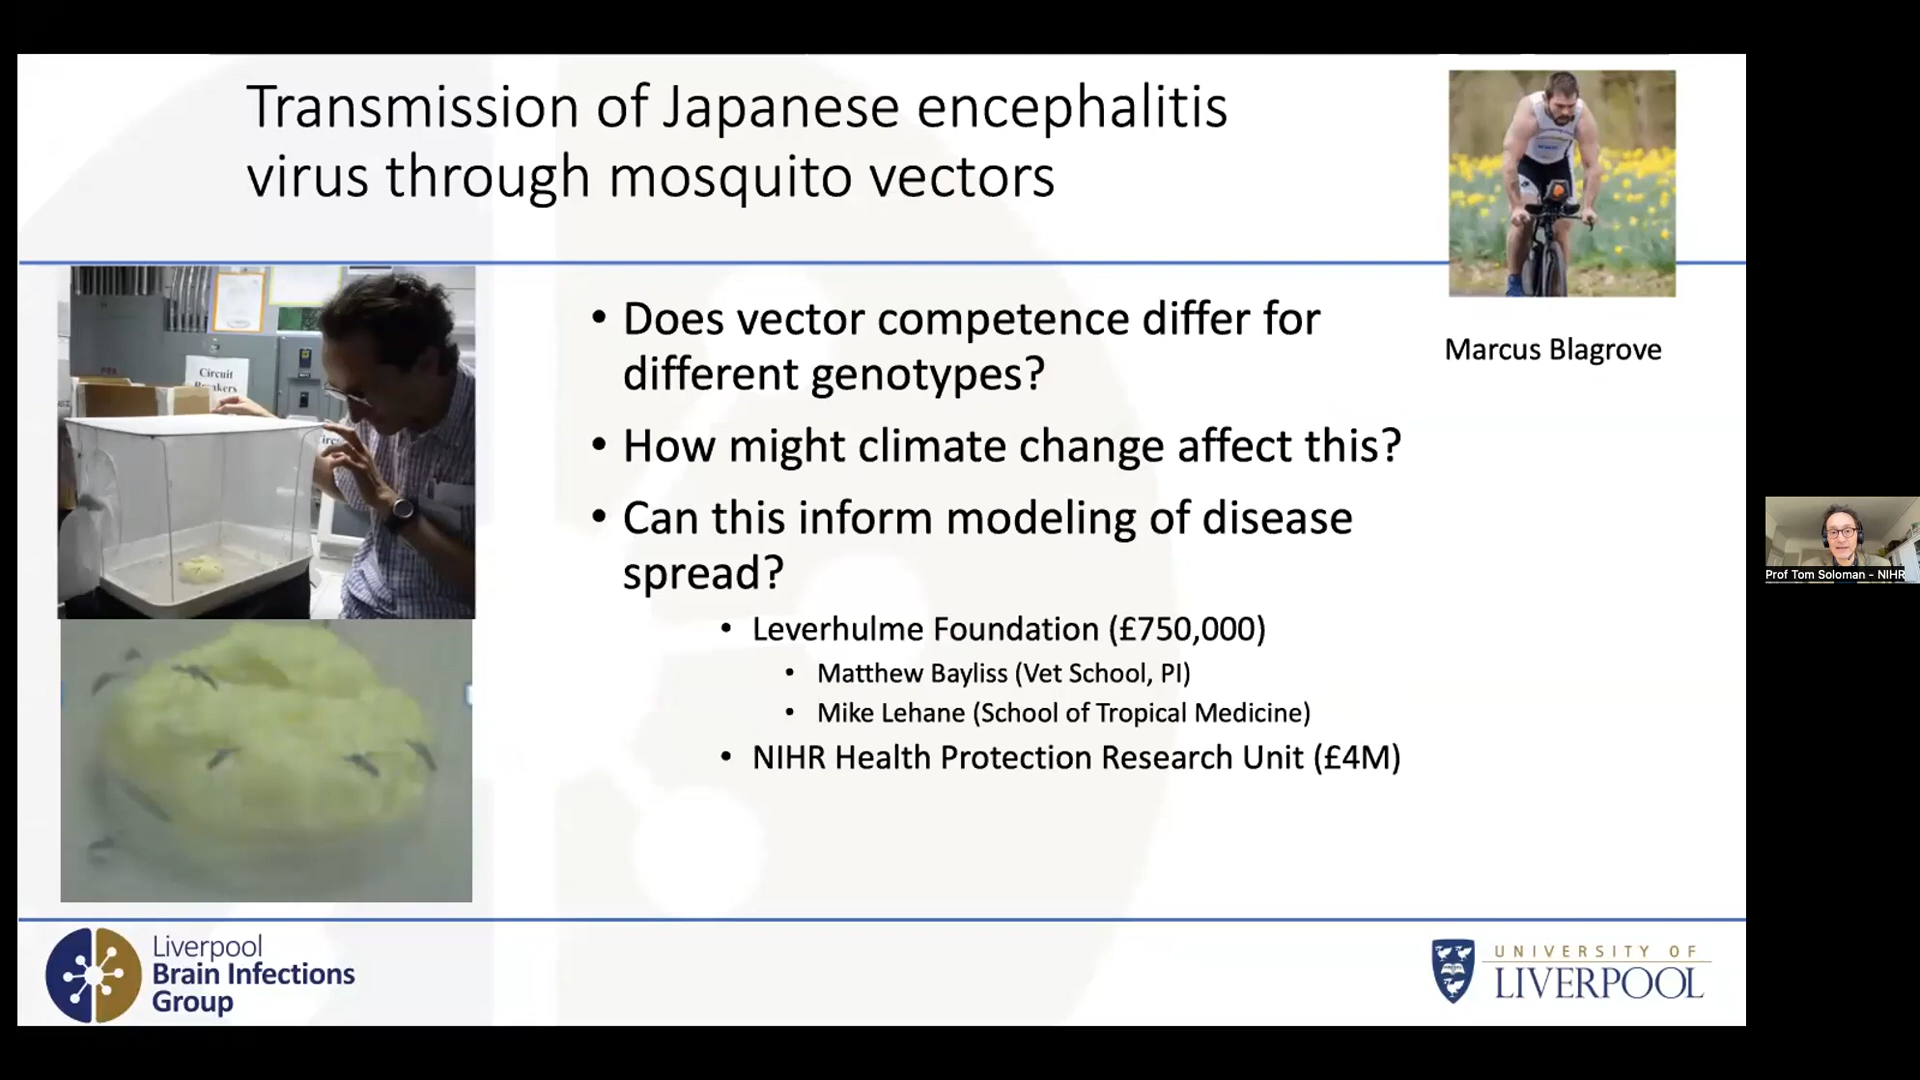 Transmission of Japanese encephalitis
virus through mosquito vectors
Marcus Blagrove
Circuit
• Does vector competence differ for
different genotypes?
• How might climate change affect this?
• Can this inform modeling of disease
spread?
• Leverhulme Foundation (£750,000)
• Matthew Bayliss (Vet School, PI)
• Mike Lehane (School of Tropical Medicine)
• NIHR Health Protection Research Unit (£4M)
Prof Tom Soloman - NIHR
Liverpool
Brain Infections
Group
UNIVERSITY OF
LIVERPOOL